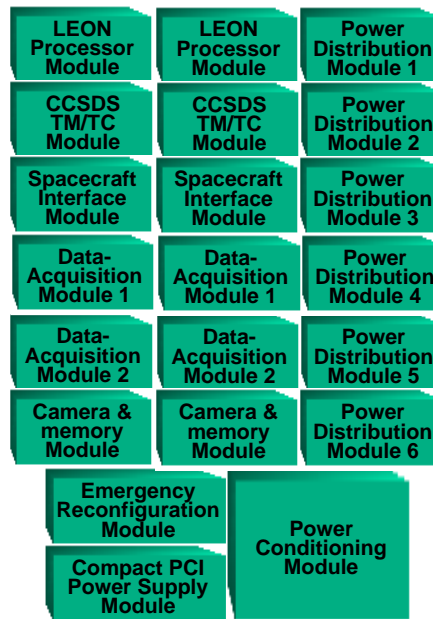 LEON
Processor
Module
LEON
Processor
Module
Power
Distribution
Module 1
CCSDS
TM/TC
Module
CCSDS
TM/TC
Module
Power
Distribution
Module 2
Spacecraft
Interface
Module
Spacecraft
Interface
Module
Power
Distribution
Module 3
Data-
Acquisition
Module 1
Data-
Acquisition
Module 1
Power
Distribution
Module 4
Data-
Acquisition
Module 2
Data-
Acquisition
Module 2
Power
Distribution
Module 5
Camera &
memory
Module
Camera &
memory
Module
Power
Distribution
Module 6
Emergency
Reconfiguration
Module
Compact PCI
Power Supply
Module
Power
Conditioning
Module